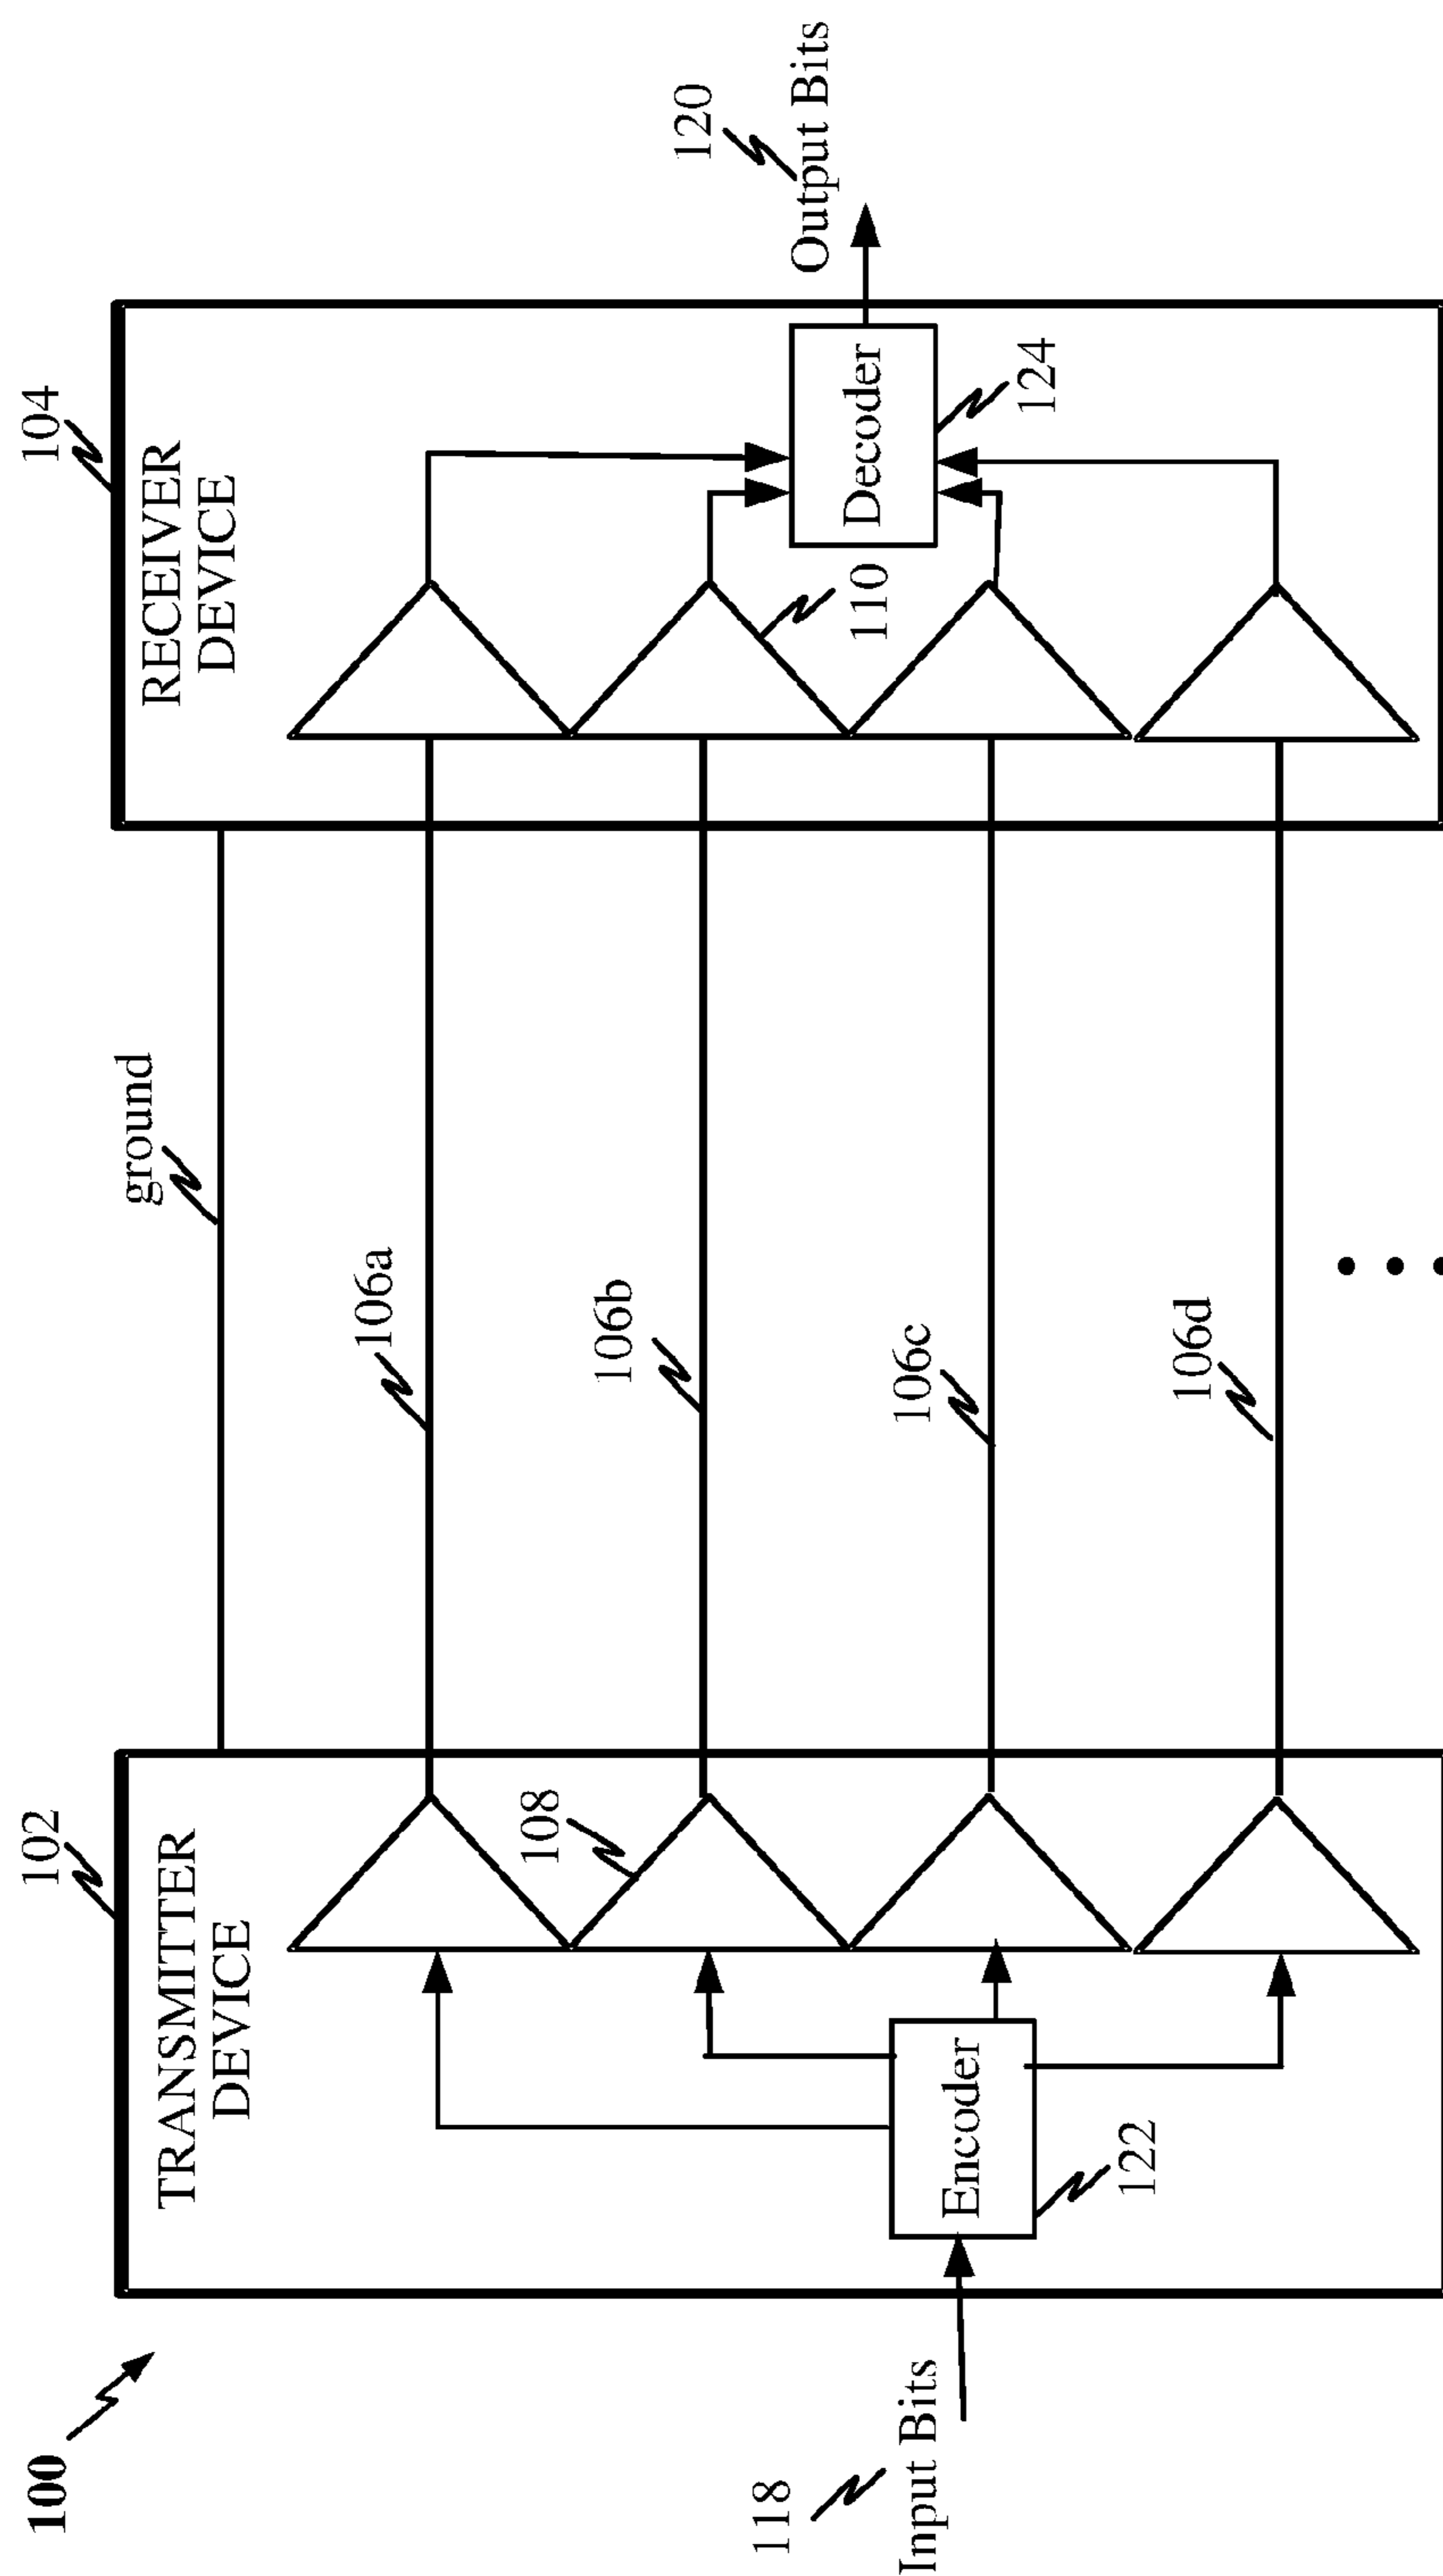 100
102
104
TRANSMITTER
DEVICE
ground
RECEIVER
DEVICE
106a
108
106b
110
120
Output Bits
118
Input Bits
Encoder
122
106c
Decoder
124
106d